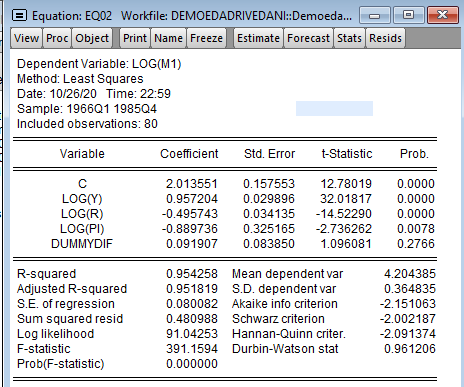 Equation: EQ02 Workfile: DEMOEDADRIVEDANI::Demoeda...
View Proc Object Print Name Freeze Estimate Forecast Stats Resids
Dependent Variable: LOG(M1)
Method: Least Squares
Date: 10/26/20 Time: 22:59
Sample: 1966Q1 1985Q4
Included observations: 80
Variable Coefficient Std. Error t-Statistic Prob.
C 2.013551 0.157553 12.78019 0.0000
LOG(Y) 0.957204 0.029896 32.01817 0.0000
LOG(R) -0.495743 0.034135 -14.52290 0.0000
LOG(PI) -0.889736 0.325165 -2.736262 0.0078
DUMMYDIF 0.091907 0.083850 1.096081 0.2766
R-squared 0.954258 Mean dependent var 4.204385
Adjusted R-squared 0.951819 S.D. dependent var 0.364835
S.E. of regression 0.080082 Akaike info criterion -2.151063
Sum squared resid 0.480988 Schwarz criterion -2.002187
Log likelihood 91.04253 Hannan-Quinn criter. -2.091374
F-statistic 391.1594 Durbin-Watson stat 0.961206
Prob(F-statistic) 0.000000